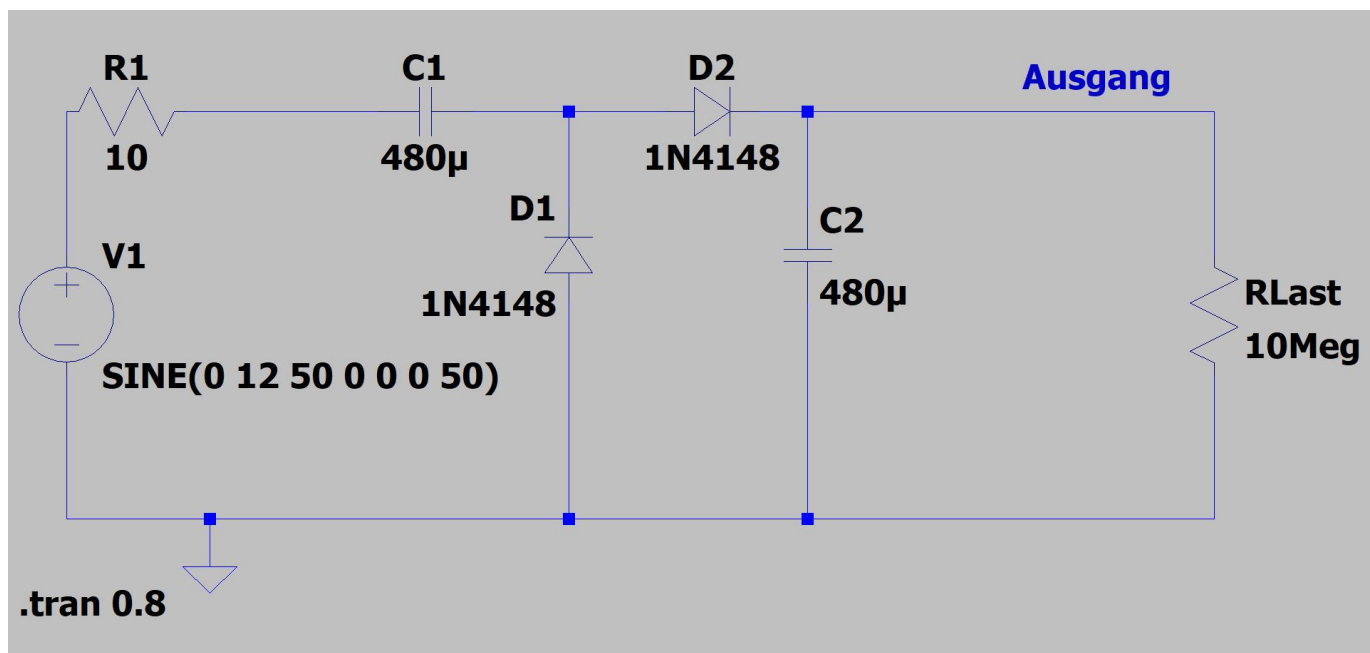 R1
10
C1
480µ
D2
1N4148
Ausgang
D1
1N4148
C2
480µ
V1
SINE(0 12 50 0 0 0 50)
RLast
10Meg
.tran 0.8